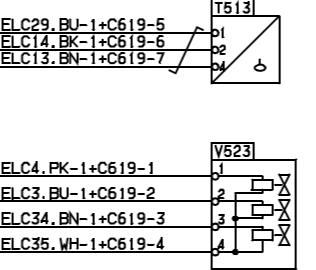 T513
ELC29.BU-1+C619-5 1
ELC14.BK-1+C619-6 2
ELC13.BN-1+C619-7 4
V523
ELC4.PK-1+C619-1 1
ELC3.BU-1+C619-2 2
ELC34.BN-1+C619-3 3
ELC35.WH-1+C619-4 4